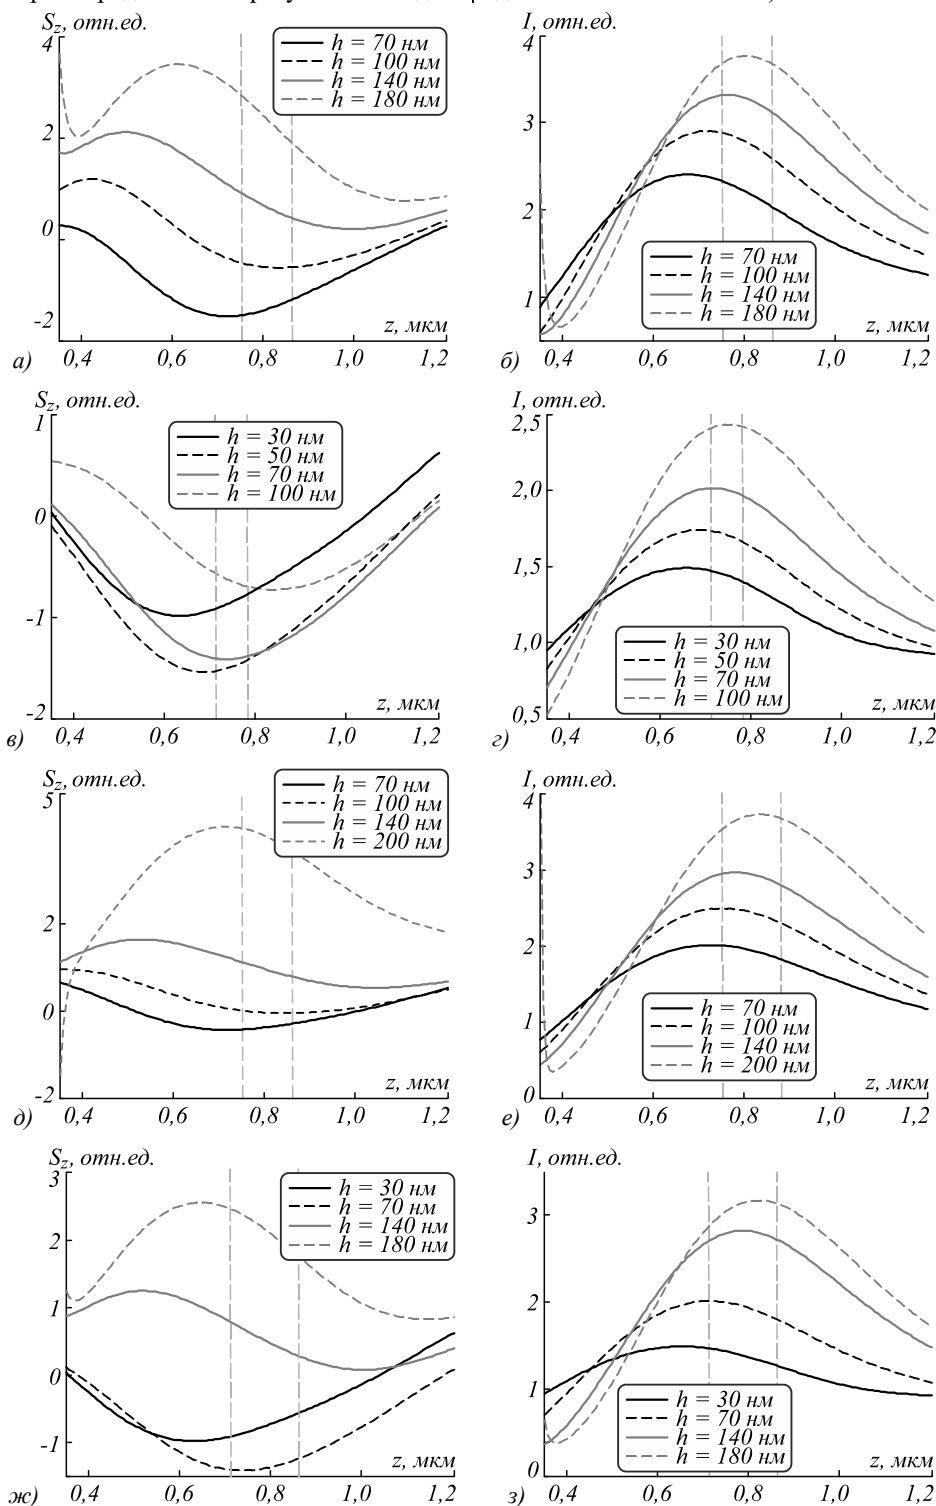 S_z, отн.ед.
4
2
0
-2
h = 70 нм
h = 100 нм
h = 140 нм
h = 180 нм
z, мкм
а)
0,4 0,6 0,8 1,0 1,2
I, отн.ед.
4
3
2
1
h = 70 нм
h = 100 нм
h = 140 нм
h = 180 нм
z, мкм
б)
0,4 0,6 0,8 1,0 1,2
S_z, отн.ед.
1
0
-1
-2
h = 30 нм
h = 50 нм
h = 70 нм
h = 100 нм
z, мкм
в)
0,4 0,6 0,8 1,0 1,2
I, отн.ед.
2,5
2,0
1,5
1,0
0,5
h = 30 нм
h = 50 нм
h = 70 нм
h = 100 нм
z, мкм
г)
0,4 0,6 0,8 1,0 1,2
S_z, отн.ед.
5
2
0
-2
h = 70 нм
h = 100 нм
h = 140 нм
h = 200 нм
z, мкм
д)
0,4 0,6 0,8 1,0 1,2
I, отн.ед.
4
3
2
1
0
h = 70 нм
h = 100 нм
h = 140 нм
h = 200 нм
z, мкм
е)
0,4 0,6 0,8 1,0 1,2
S_z, отн.ед.
3
2
1
0
-1
h = 30 нм
h = 70 нм
h = 140 нм
h = 180 нм
z, мкм
ж)
0,4 0,6 0,8 1,0 1,2
I, отн.ед.
3
2
1
0
h = 30 нм
h = 70 нм
h = 140 нм
h = 180 нм
z, мкм
з)
0,4 0,6 0,8 1,0 1,2